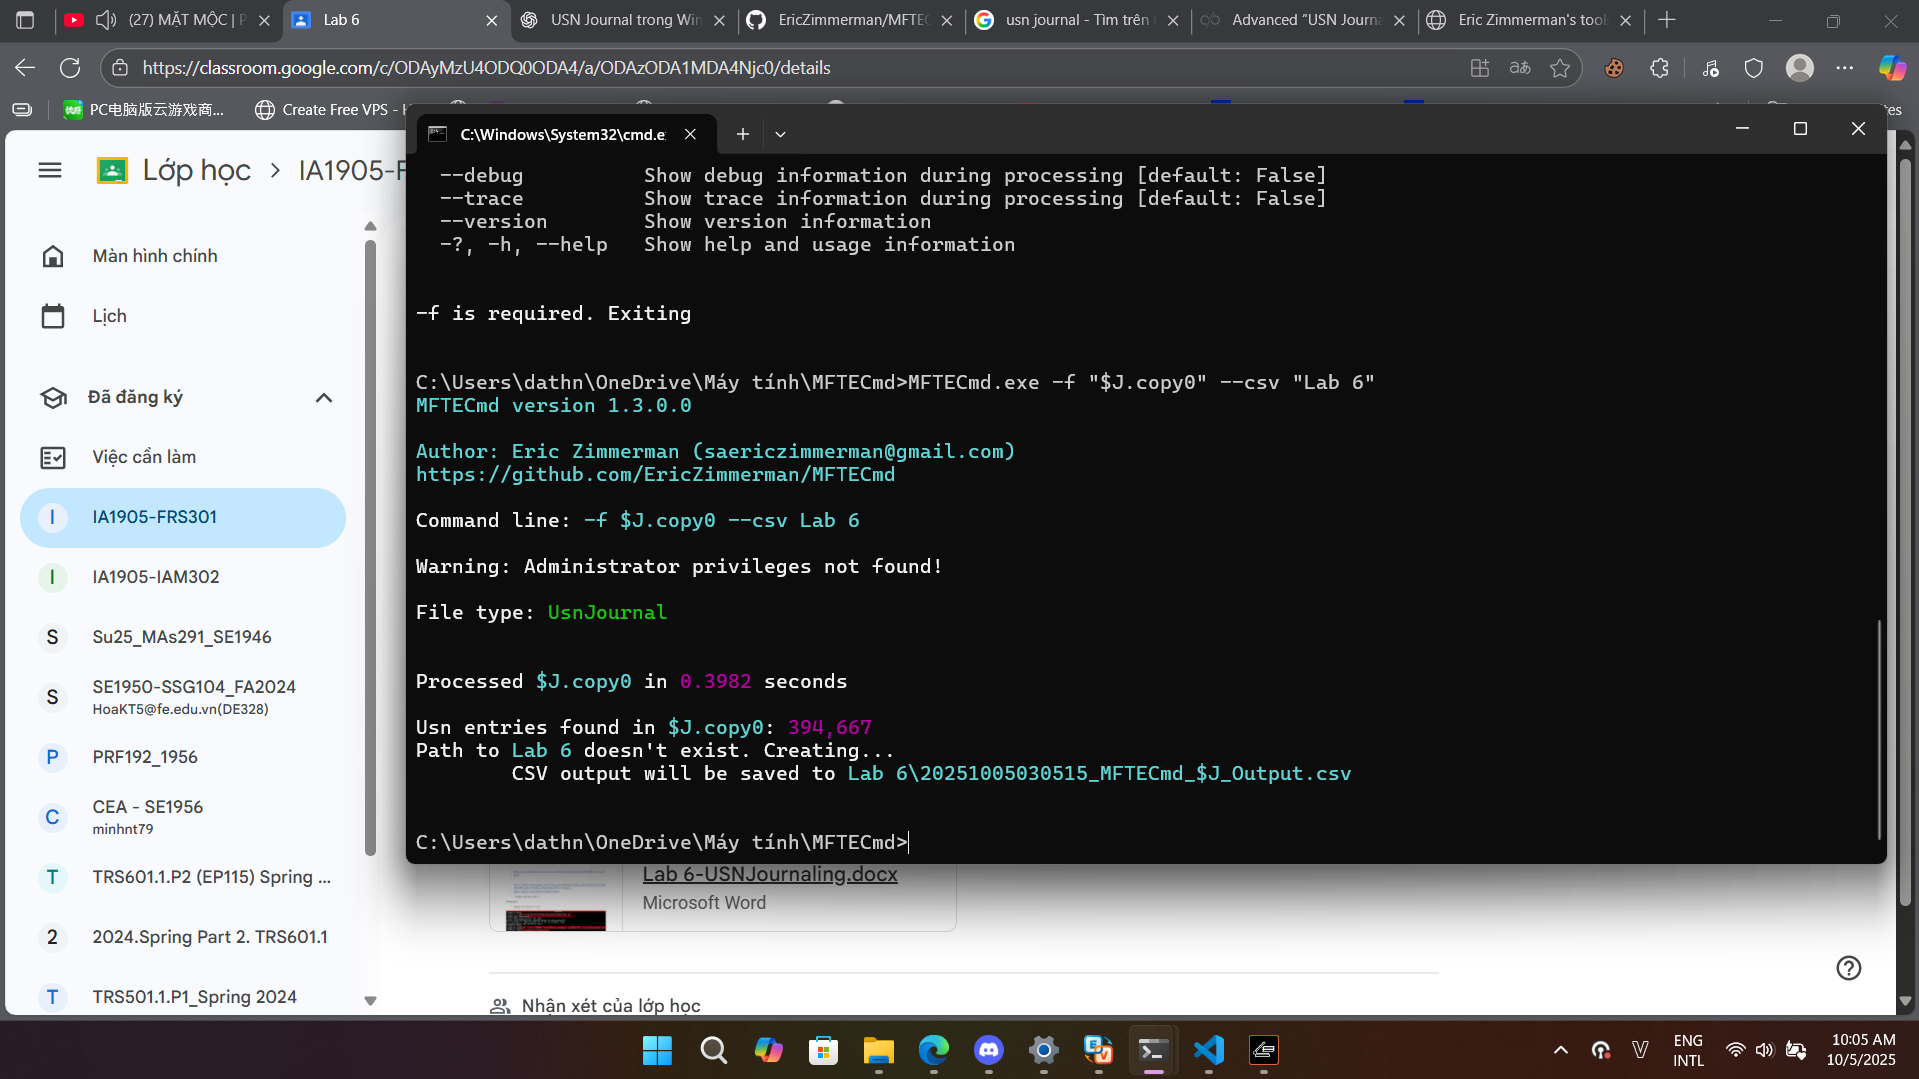 (27) MẶT MỘC | P
Lab 6
USN Journal trong Win
EricZimmerman/MFTEC
usn journal - Tìm trên
Advanced "USN Journa
Eric Zimmerman's tool
https://classroom.google.com/c/ODAyMzU4ODQ0ODA4/a/ODAzODA1MDA4Njc0/details
PC电脑版云游戏商...
Create Free VPS - H
es
Lớp học
IA1905-F
Màn hình chính
Lịch
Đã đăng ký
Việc cần làm
I IA1905-FRS301
I IA1905-IAM302
S Su25_MAs291_SE1946
S SE1950-SSG104_FA2024
HoaKT5@fe.edu.vn(DE328)
P PRF192_1956
C CEA - SE1956
minhnt79
T TRS601.1.P2 (EP115) Spring ...
2 2024.Spring Part 2. TRS601.1
T TRS501.1.P1_Spring 2024
C:\Windows\System32\cmd.e
--debug Show debug information during processing [default: False]
--trace Show trace information during processing [default: False]
--version Show version information
-?, -h, --help Show help and usage information
-f is required. Exiting
C:\Users\dathn\OneDrive\Máy tính\MFTECmd>MFTECmd.exe -f "$J.copy0" --csv "Lab 6"
MFTECmd version 1.3.0.0
Author: Eric Zimmerman (saericzimmerman@gmail.com)
https://github.com/EricZimmerman/MFTECmd
Command line: -f $J.copy0 --csv Lab 6
Warning: Administrator privileges not found!
File type: UsnJournal
Processed $J.copy0 in 0.3982 seconds
Usn entries found in $J.copy0: 394,667
Path to Lab 6 doesn't exist. Creating...
CSV output will be saved to Lab 6\20251005030515_MFTECmd_$J_Output.csv
C:\Users\dathn\OneDrive\Máy tính\MFTECmd>
Lab 6-USNJournaling.docx
Microsoft Word
Nhận xét của lớp học
ENG
INTL
10:05 AM
10/5/2025